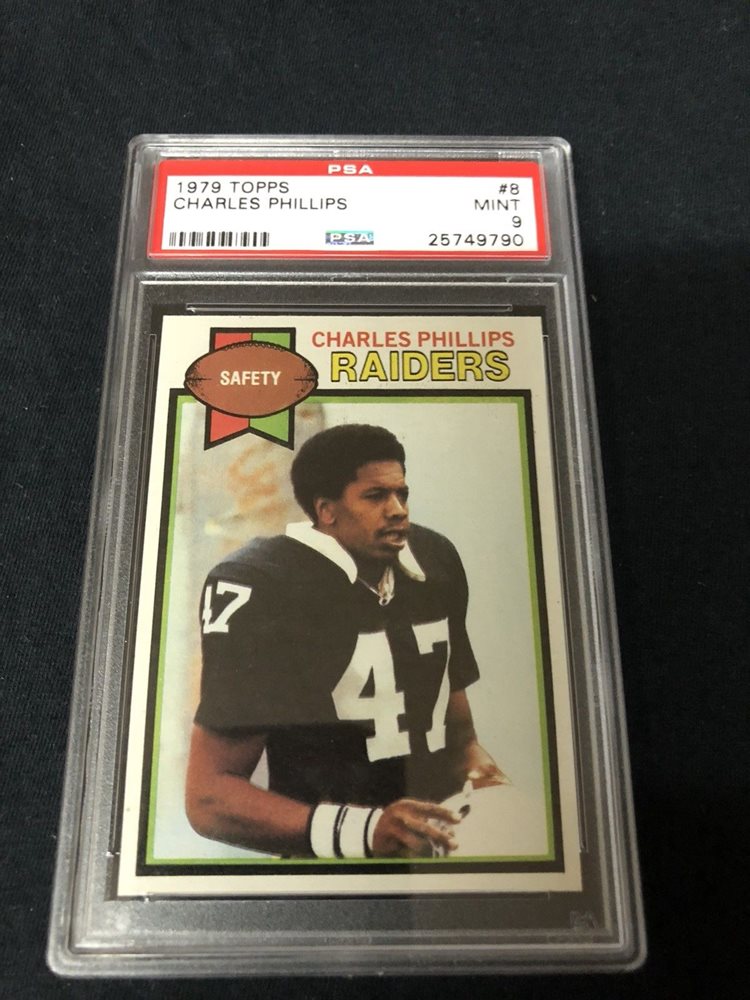 PSA
1979 TOPPS #8
CHARLES PHILLIPS MINT
9
PSA 25749790
CHARLES PHILLIPS
RAIDERS
SAFETY
47
47